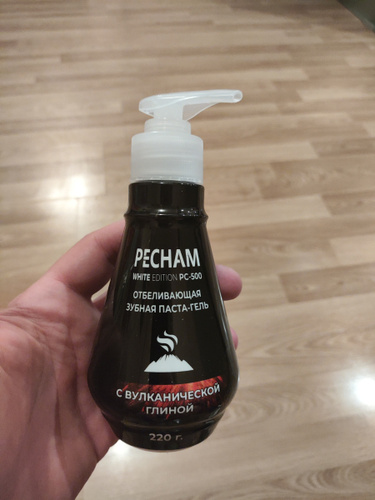 PECHAM
WHITE EDITION PC-500
ОТБЕЛИВАЮЩАЯ
ЗУБНАЯ ПАСТА-ГЕЛЬ
С ВУЛКАНИЧЕСКОЙ
ГЛИНОЙ
220 г.